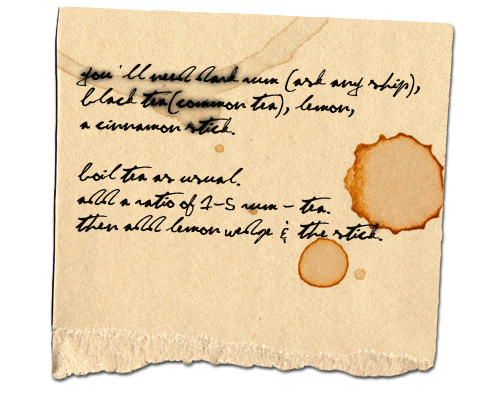 you'll need dark rum (ask any ship),
black tea (common tea), lemon,
a cinnamon stick.
boil tea as usual.
add a ratio of 1-5 rum - tea.
then add lemon wedge & the stick.